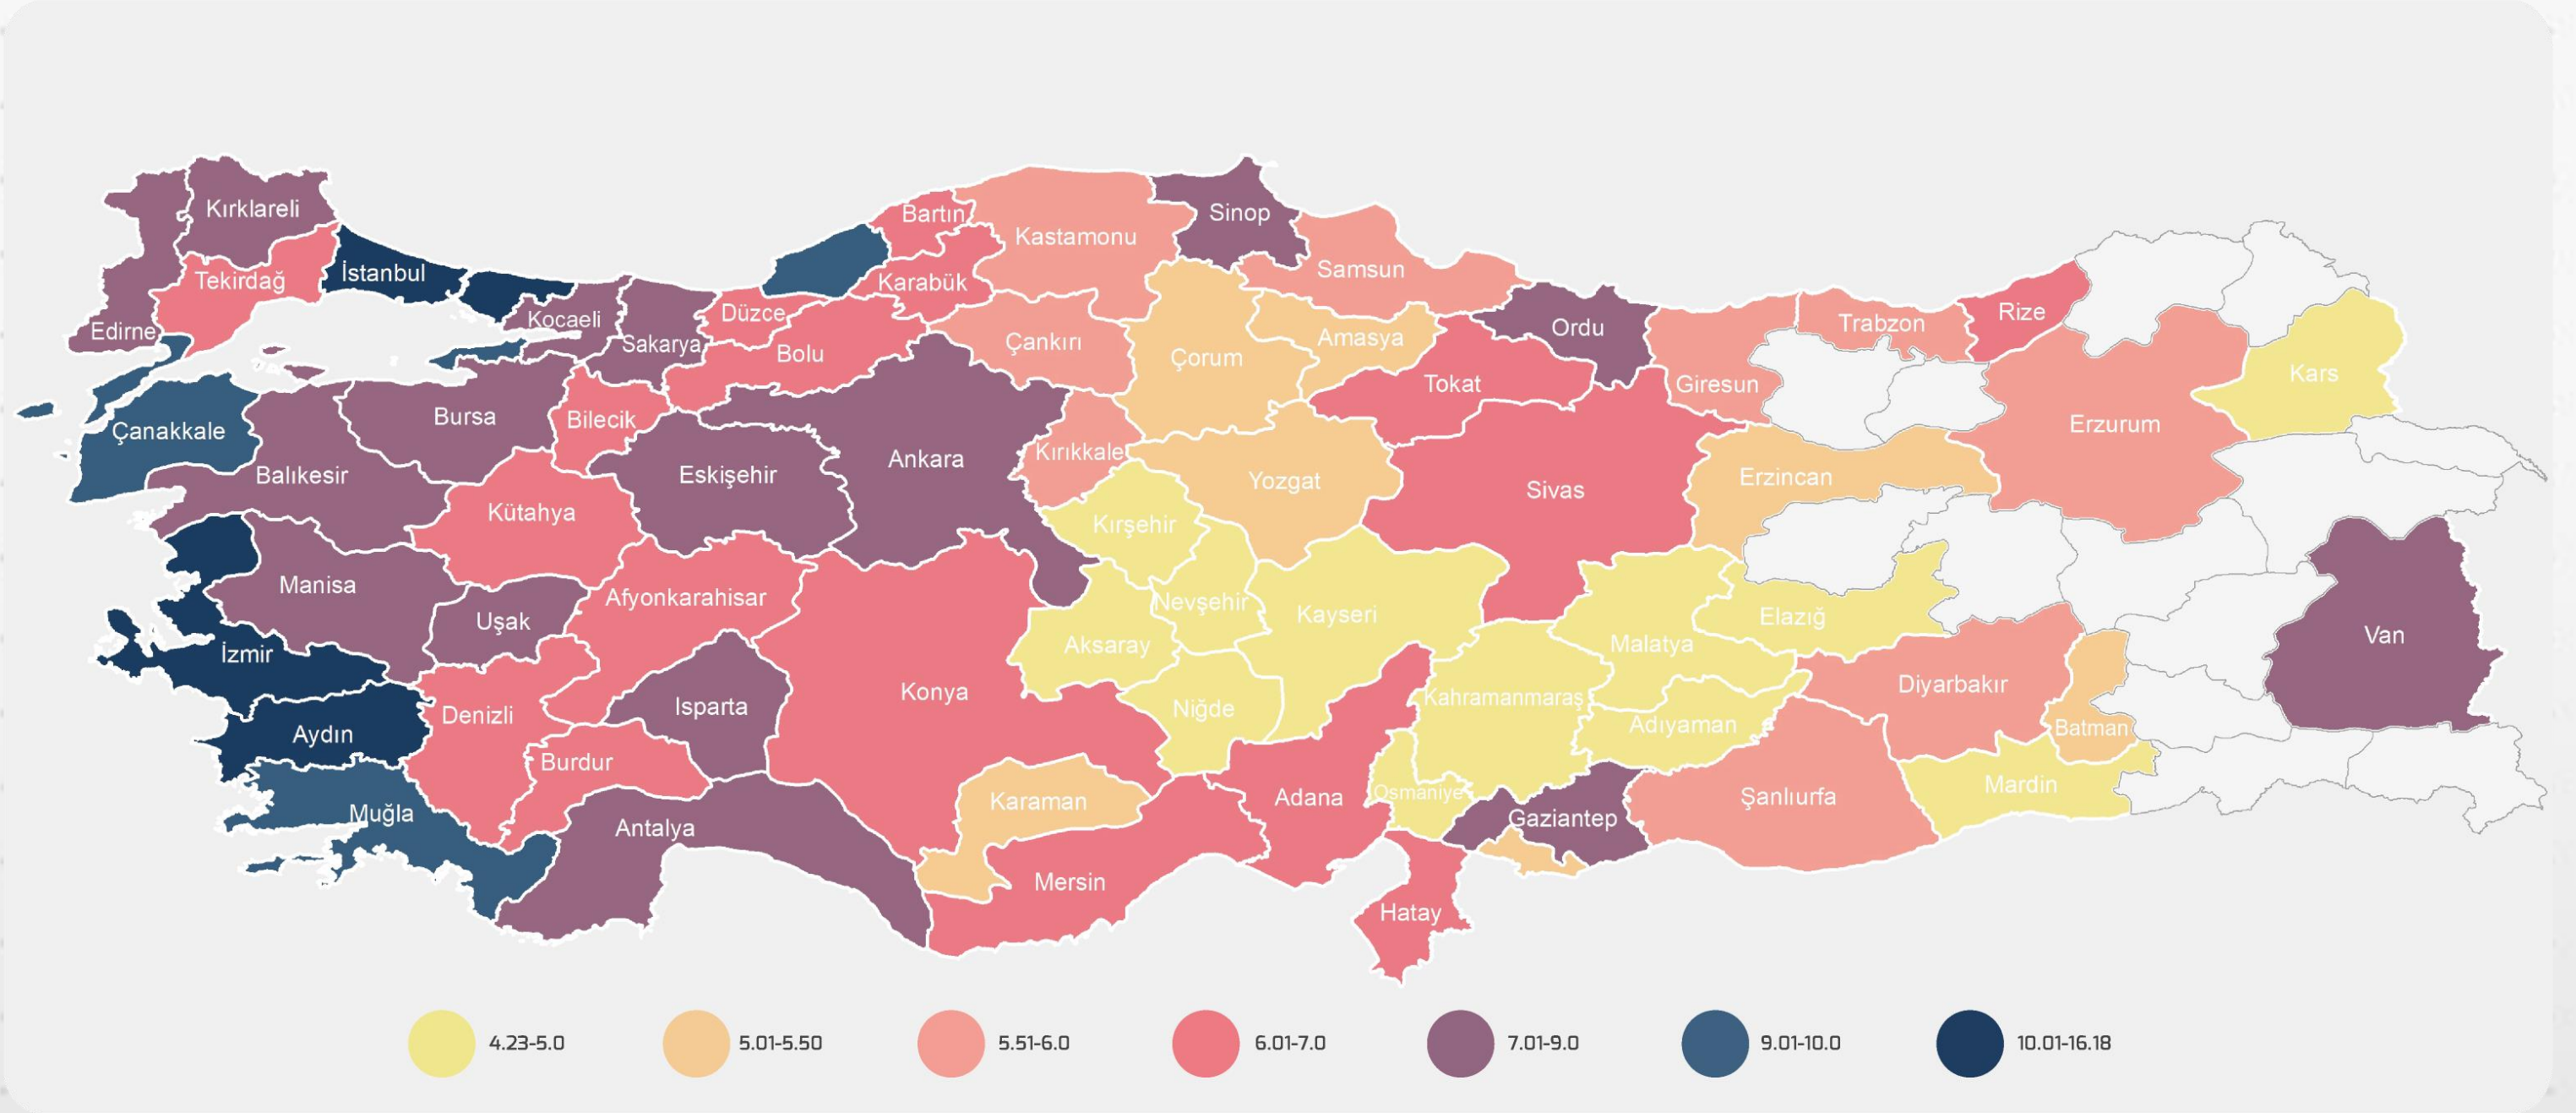 Kırklareli
Sinop
Bartın
Kastamonu
İstanbul
Tekirdağ
Karabük
Samsun
Edirne
Kocaeli
Düzce
Sakarya
Bolu
Çankırı
Çorum
Amasya
Ordu
Trabzon
Rize
Tokat
Giresun
Kars
Çanakkale
Bursa
Bilecik
Erzurum
Balıkesir
Eskişehir
Ankara
Kırıkkale
Yozgat
Sivas
Erzincan
Kütahya
Kırşehir
Manisa
Uşak
Afyonkarahisar
Nevşehir
Kayseri
Elazığ
Van
İzmir
Aksaray
Malatya
Aydın
Denizli
Isparta
Konya
Niğde
Kahramanmaraş
Adıyaman
Diyarbakır
Batman
Burdur
Muğla
Antalya
Karaman
Adana
Osmaniye
Gaziantep
Şanlıurfa
Mardin
Mersin
Hatay
4.23-5.0
5.01-5.50
5.51-6.0
6.01-7.0
7.01-9.0
9.01-10.0
10.01-16.18